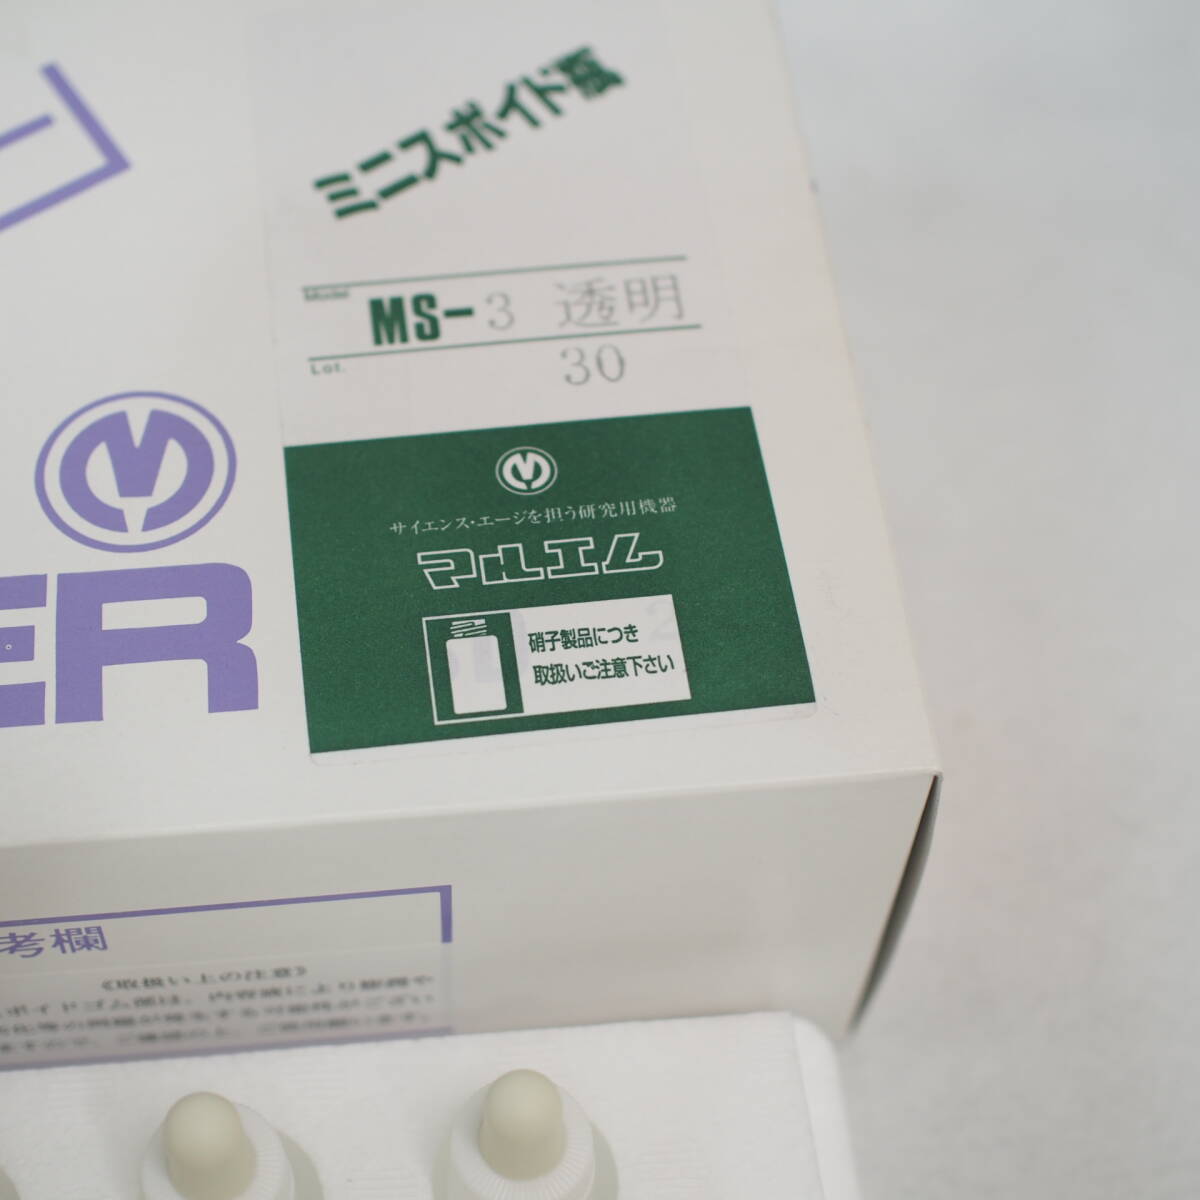 ミニスポイド瓶
Model
MS-3 透明
Lot.
30
サイエンス・エージを担う研究用機器
マルエム
硝子製品につき
取扱いご注意下さい
ER
考欄
《取扱い上の注意》